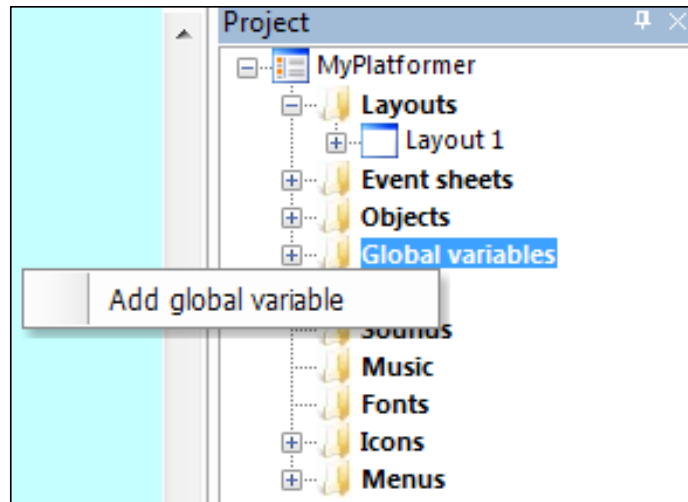 Project
MyPlatformer
Layouts
Layout 1
Event sheets
Objects
Global variables
Add global variable
Sounds
Music
Fonts
Icons
Menus